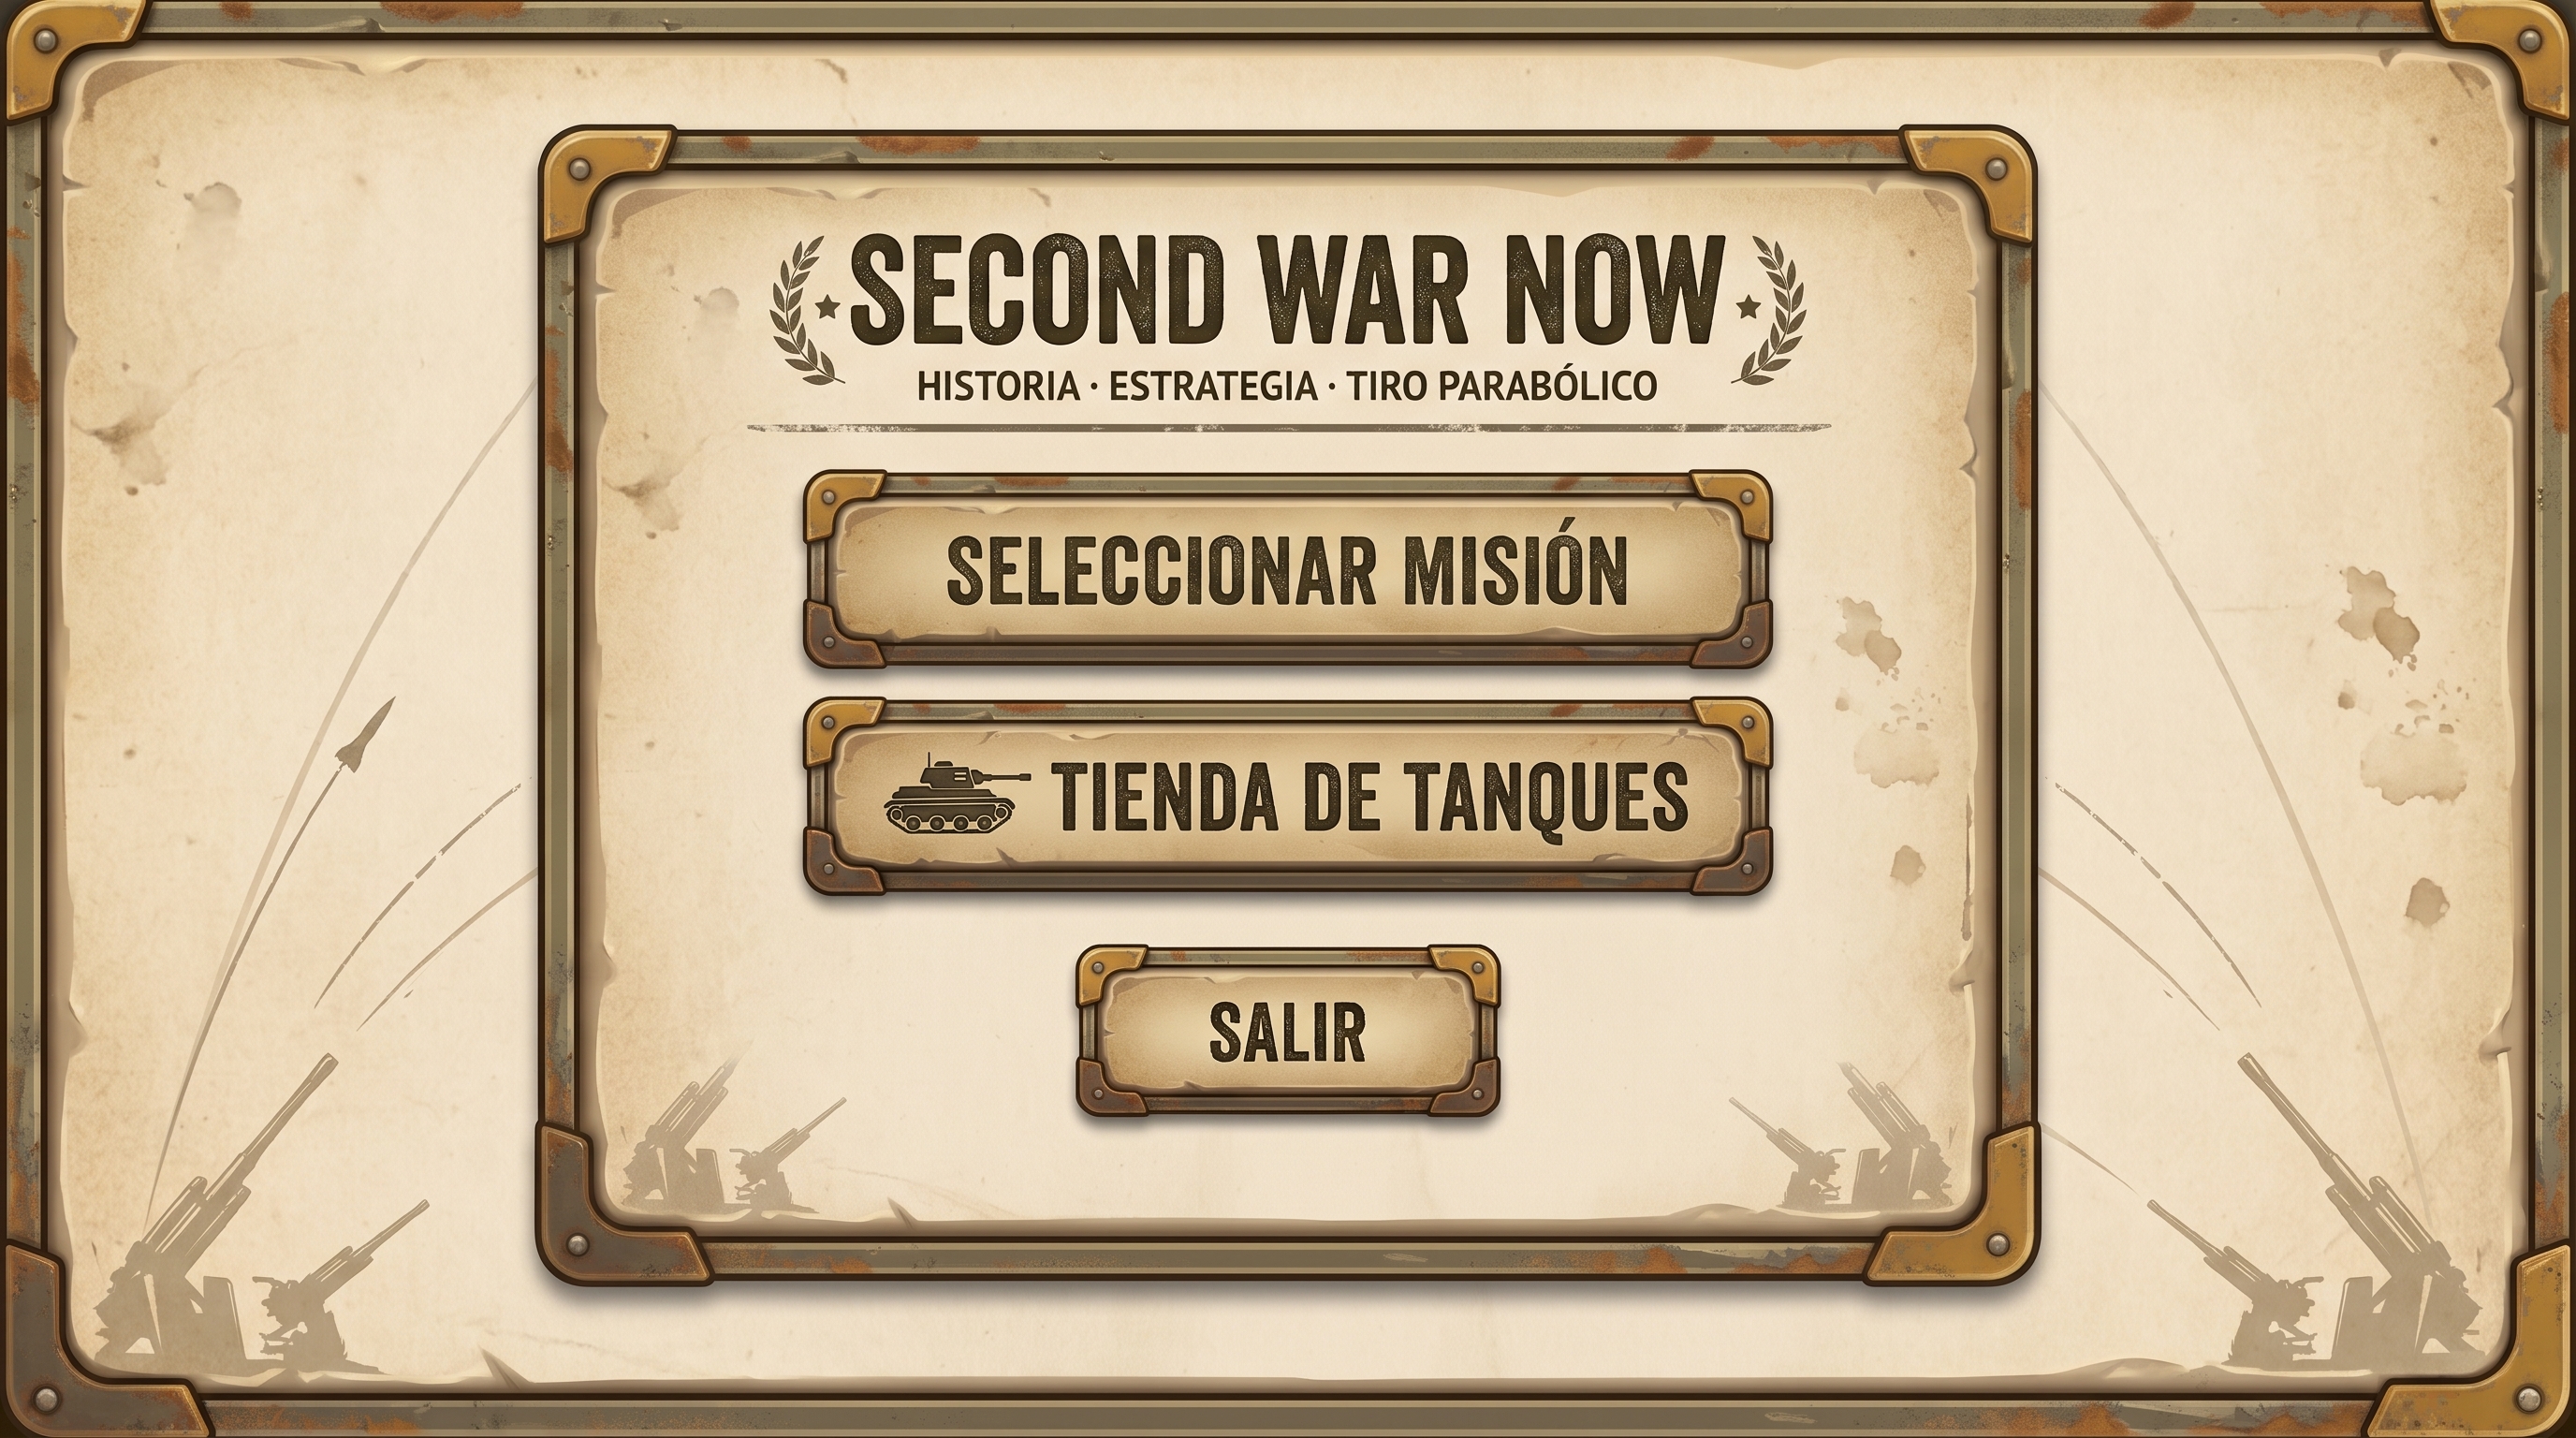 SECOND WAR NOW
HISTORIA · ESTRATEGIA · TIRO PARABÓLICO
SELECCIONAR MISIÓN
TIENDA DE TANQUES
SALIR